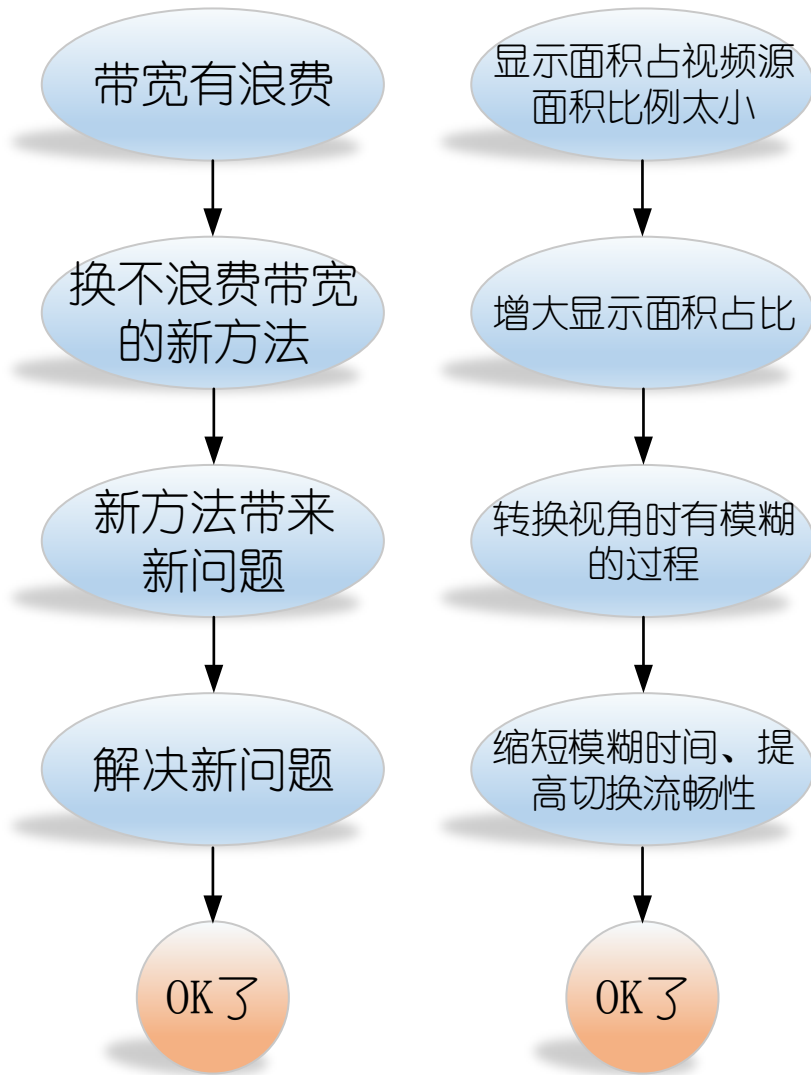 带宽有浪费
换不浪费带宽
的新方法
新方法带来
新问题
解决新问题
OK了
显示面积占视频源
面积比例太小
增大显示面积占比
转换视角时有模糊
的过程
缩短模糊时间、提
高切换流畅性
OK了